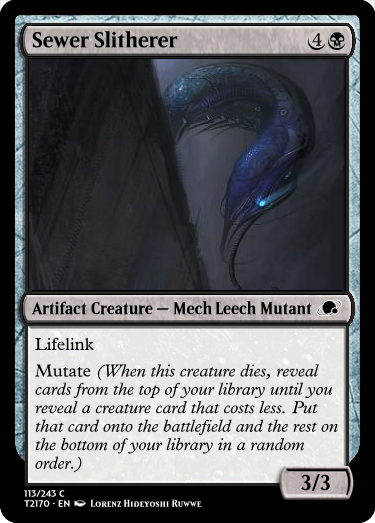 Sewer Slitherer 4
Artifact Creature — Mech Leech Mutant
Lifelink
Mutate (When this creature dies, reveal
cards from the top of your library until you
reveal a creature card that costs less. Put
that card onto the battlefield and the rest on
the bottom of your library in a random
order.)
3/3
113/243 C
T2170 • EN Lorenz Hideyoshi Ruwwe